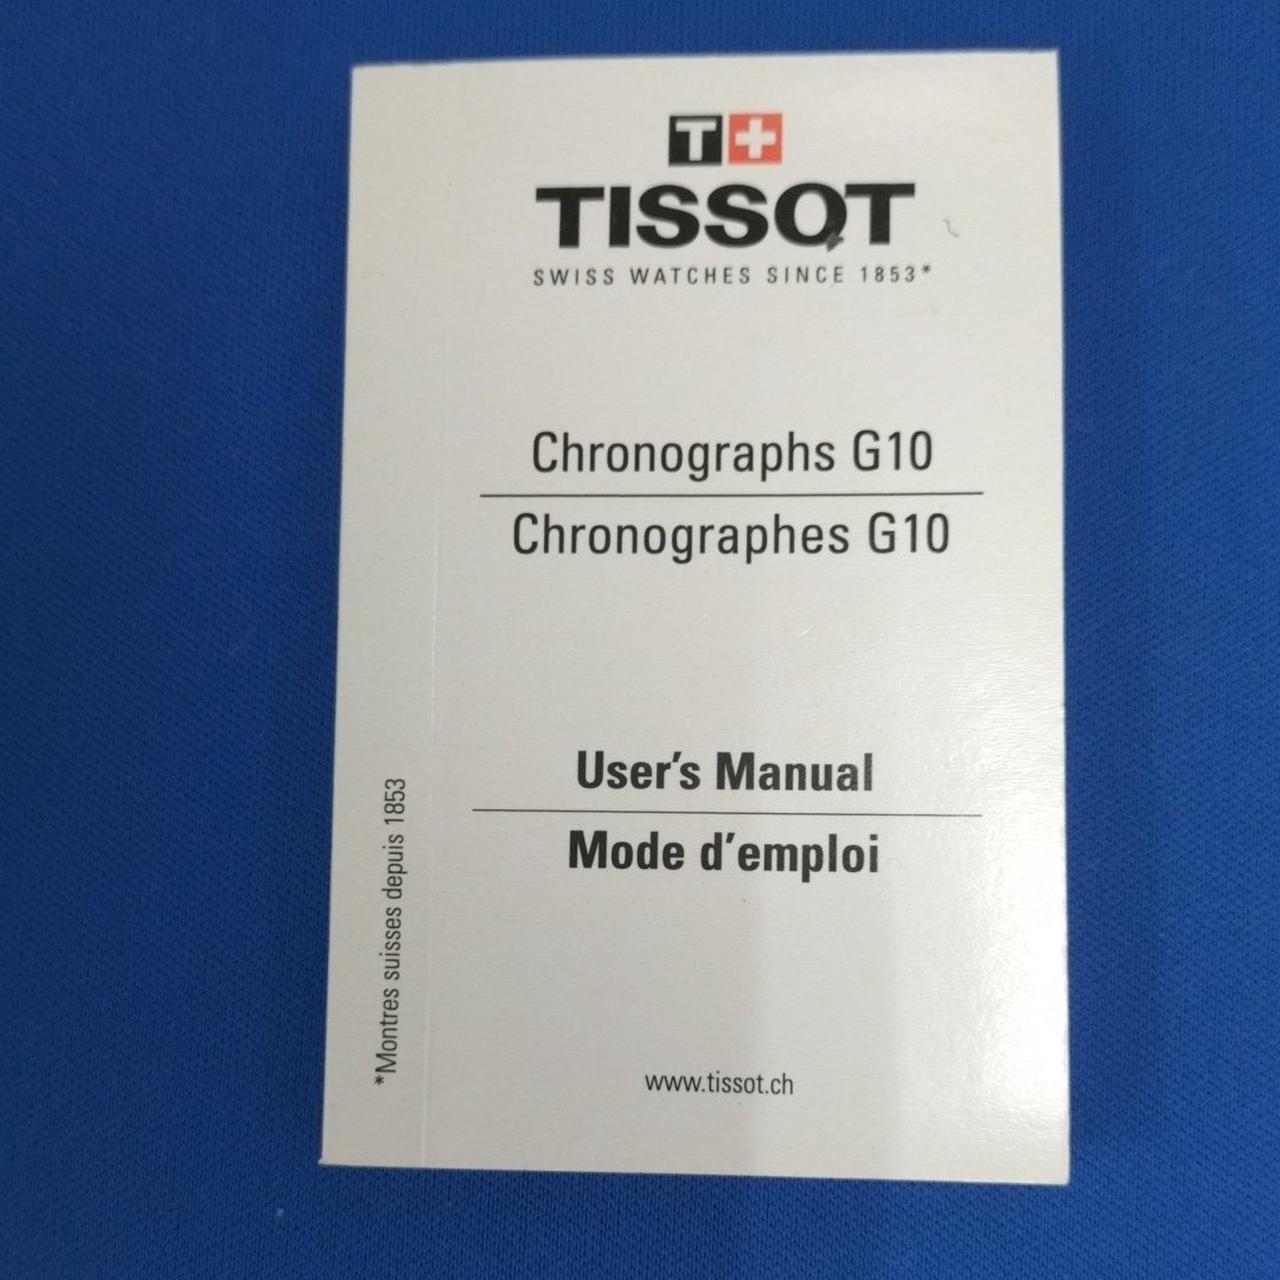 T+
TISSOT
SWISS WATCHES SINCE 1853*
Chronographs G10
Chronographes G10
User's Manual
Mode d'emploi
*Montres suisses depuis 1853
www.tissot.ch